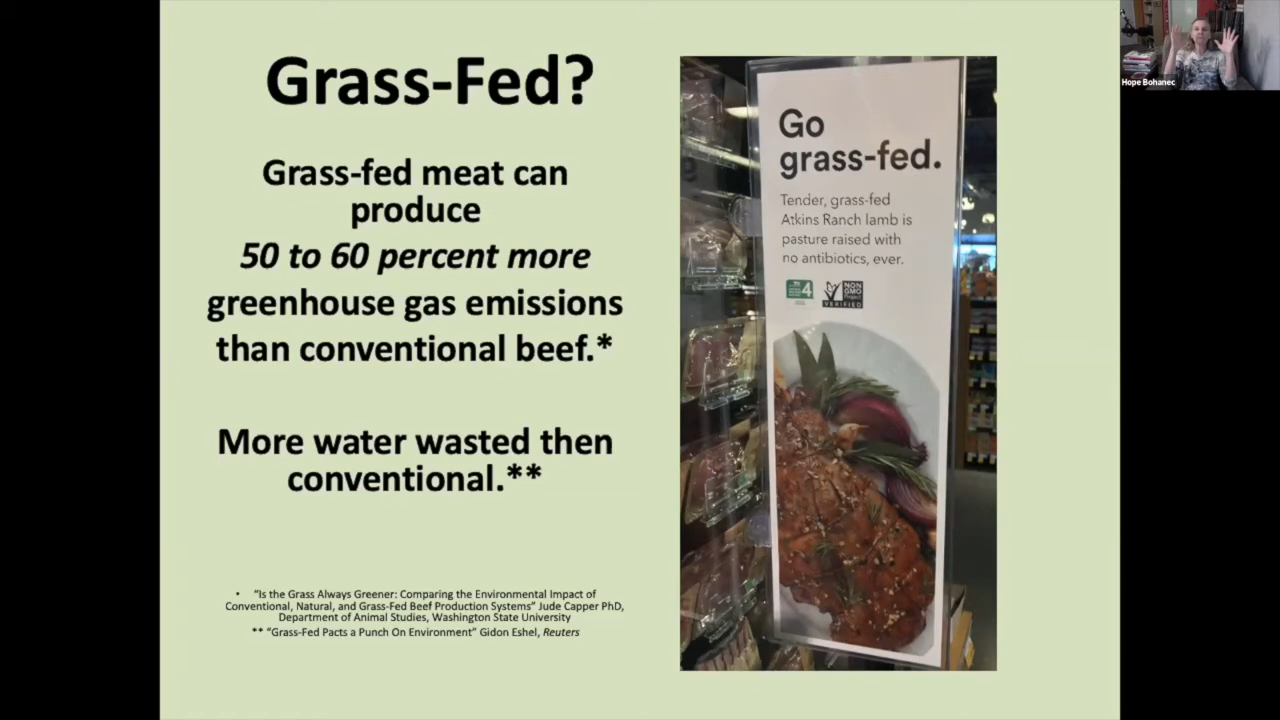 Grass-Fed?
Grass-fed meat can
produce
50 to 60 percent more
greenhouse gas emissions
than conventional beef.*
More water wasted then
conventional.**
• "Is the Grass Always Greener: Comparing the Environmental Impact of
Conventional, Natural, and Grass-Fed Beef Production Systems" Jude Capper PhD,
Department of Animal Studies, Washington State University
** "Grass-Fed Pacts a Punch On Environment" Gidon Eshel, Reuters
Go
grass-fed.
Tender, grass-fed
Atkins Ranch lamb is
pasture raised with
no antibiotics, ever.
4
NON
GMO
Project
VERIFIED
Hope Bohanec